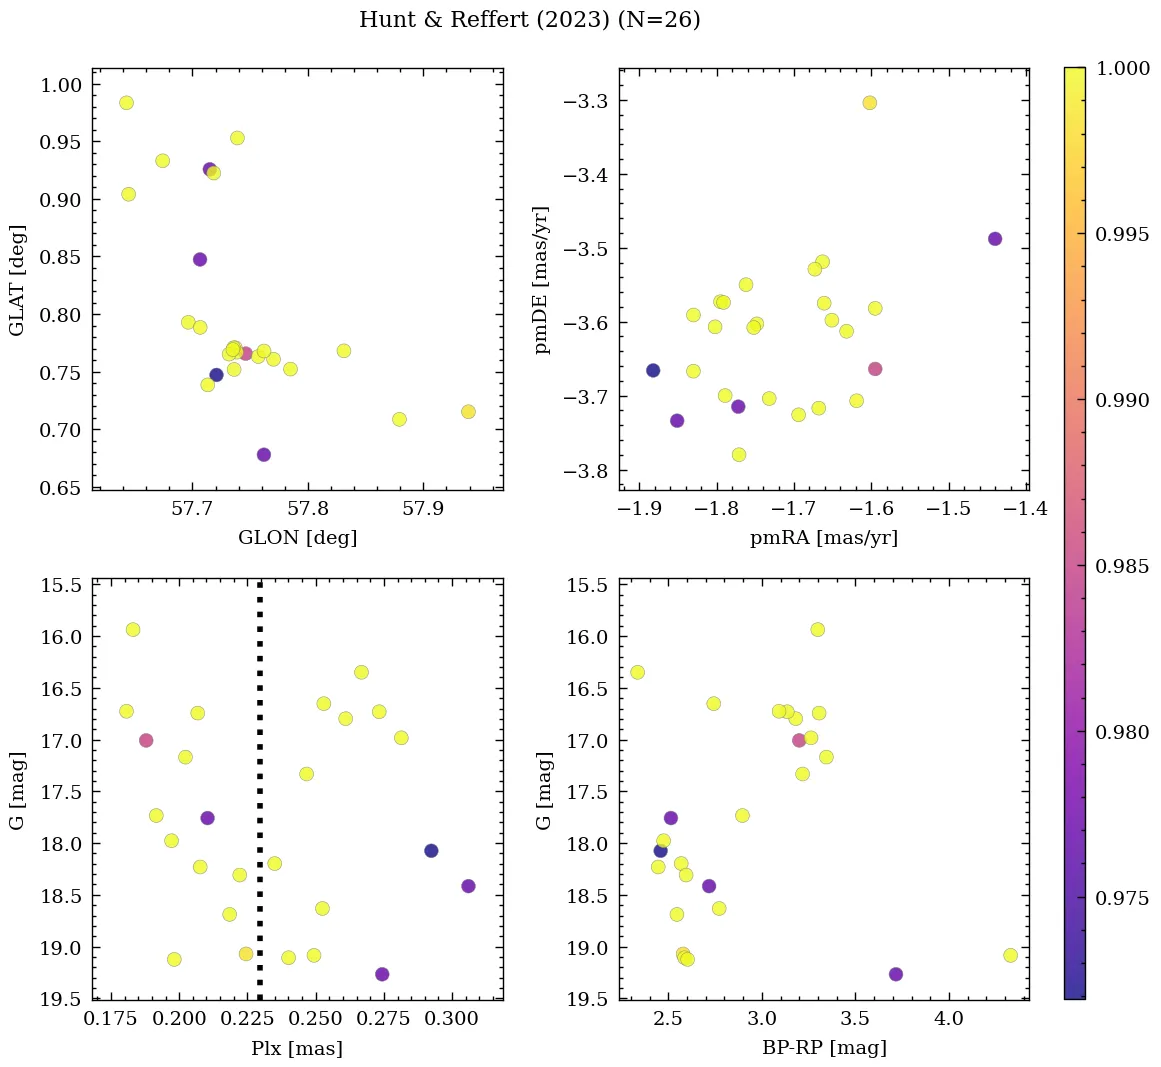 Hunt & Reffert (2023) (N=26)
1.00
0.95
0.90
0.85
0.80
0.75
0.70
0.65
GLAT [deg]
57.7 57.8 57.9
GLON [deg]
−3.3
−3.4
−3.5
−3.6
−3.7
−3.8
pmDE [mas/yr]
−1.9 −1.8 −1.7 −1.6 −1.5 −1.4
pmRA [mas/yr]
15.5
16.0
16.5
17.0
17.5
18.0
18.5
19.0
19.5
G [mag]
0.175 0.200 0.225 0.250 0.275 0.300
Plx [mas]
15.5
16.0
16.5
17.0
17.5
18.0
18.5
19.0
19.5
G [mag]
2.5 3.0 3.5 4.0
BP-RP [mag]
1.000
0.995
0.990
0.985
0.980
0.975